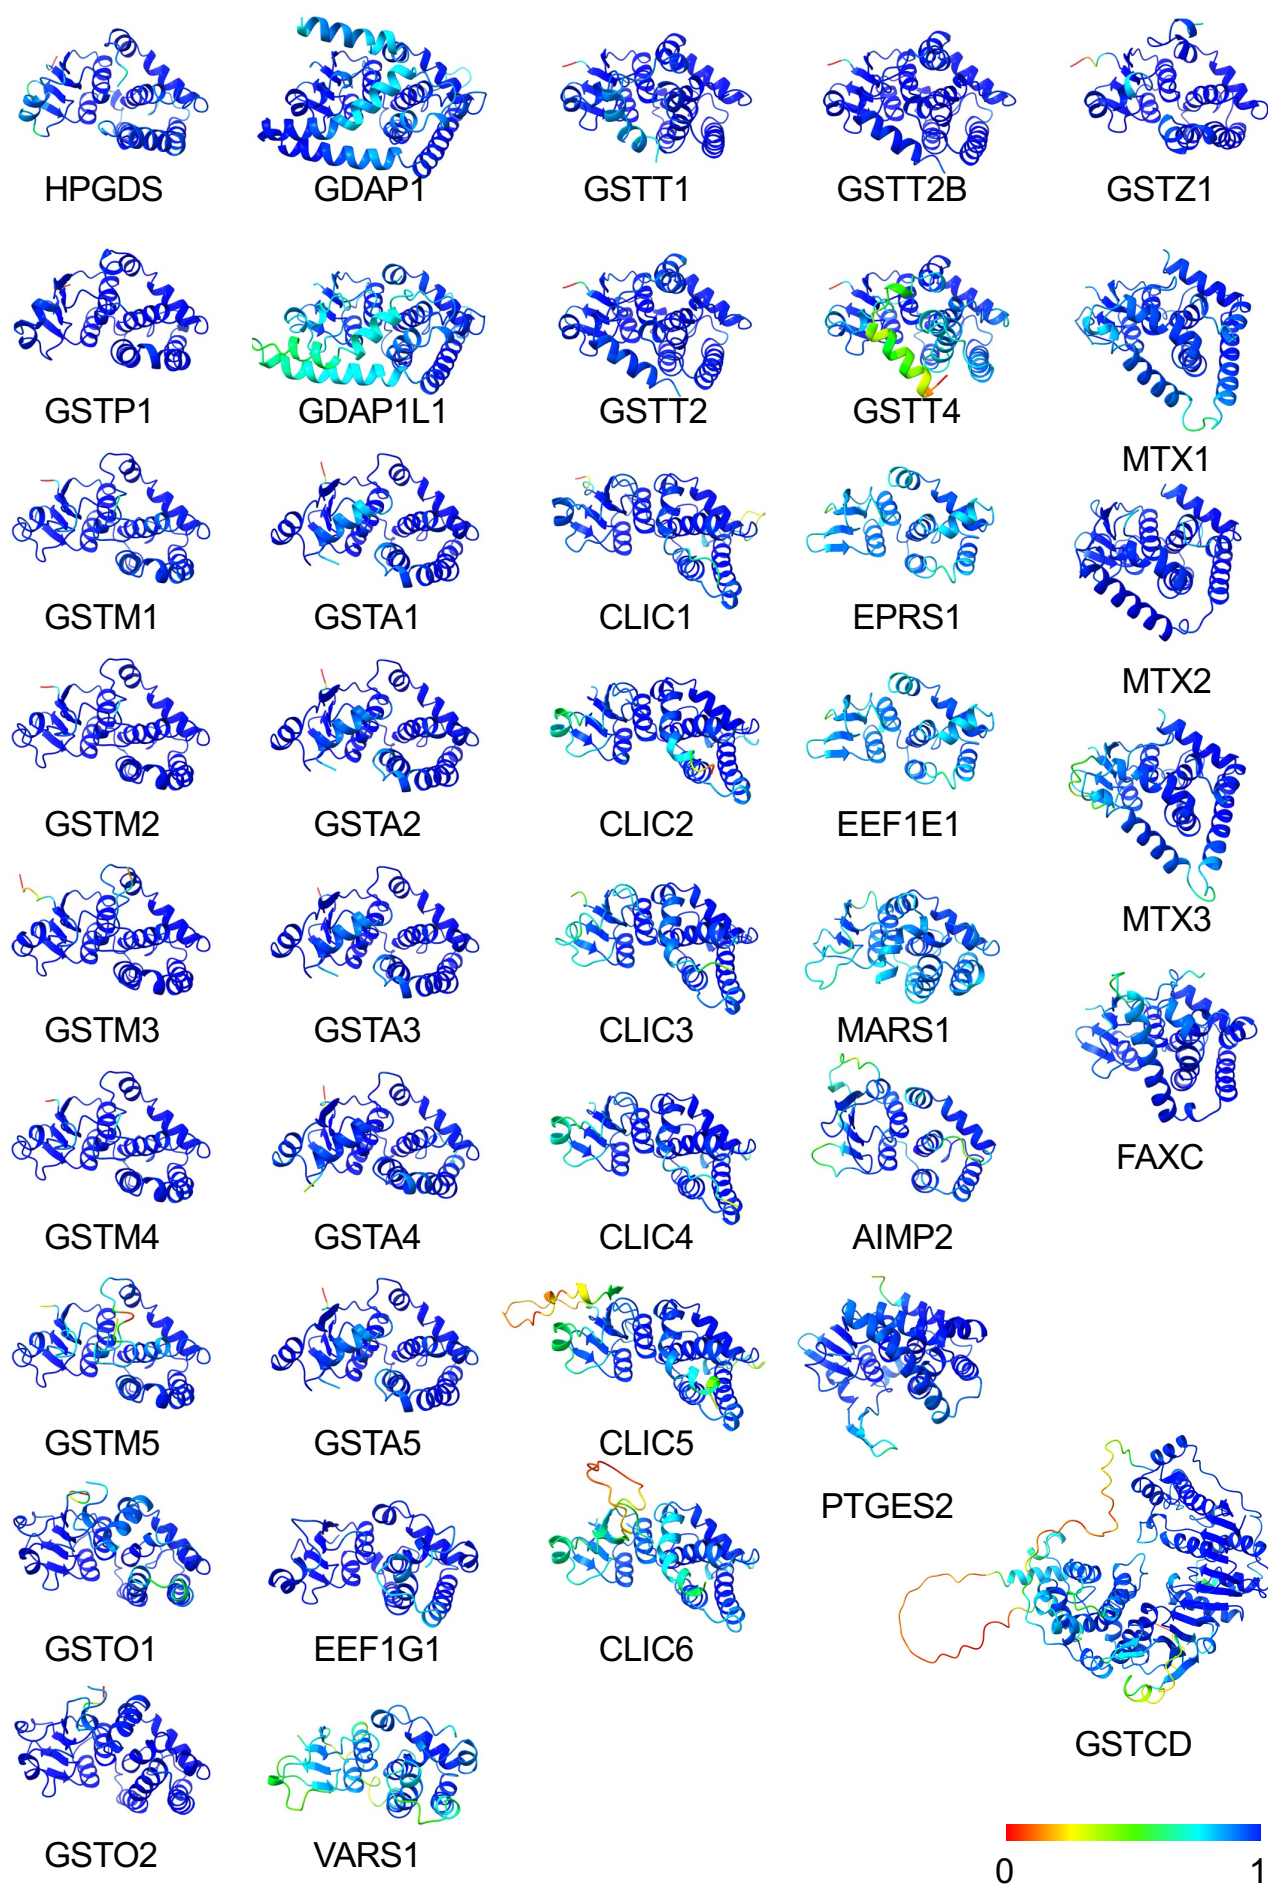 HPGDS GDAP1 GSTT1 GSTT2B GSTZ1
GSTP1 GDAP1L1 GSTT2 GSTT4
MTX1
GSTM1 GSTA1 CLIC1 EPRS1
MTX2
GSTM2 GSTA2 CLIC2 EEF1E1
MTX3
GSTM3 GSTA3 CLIC3 MARS1
FAXC
GSTM4 GSTA4 CLIC4 AIMP2
GSTM5 GSTA5 CLIC5
PTGES2
GSTO1 EEF1G1 CLIC6
GSTCD
GSTO2 VARS1
0 1